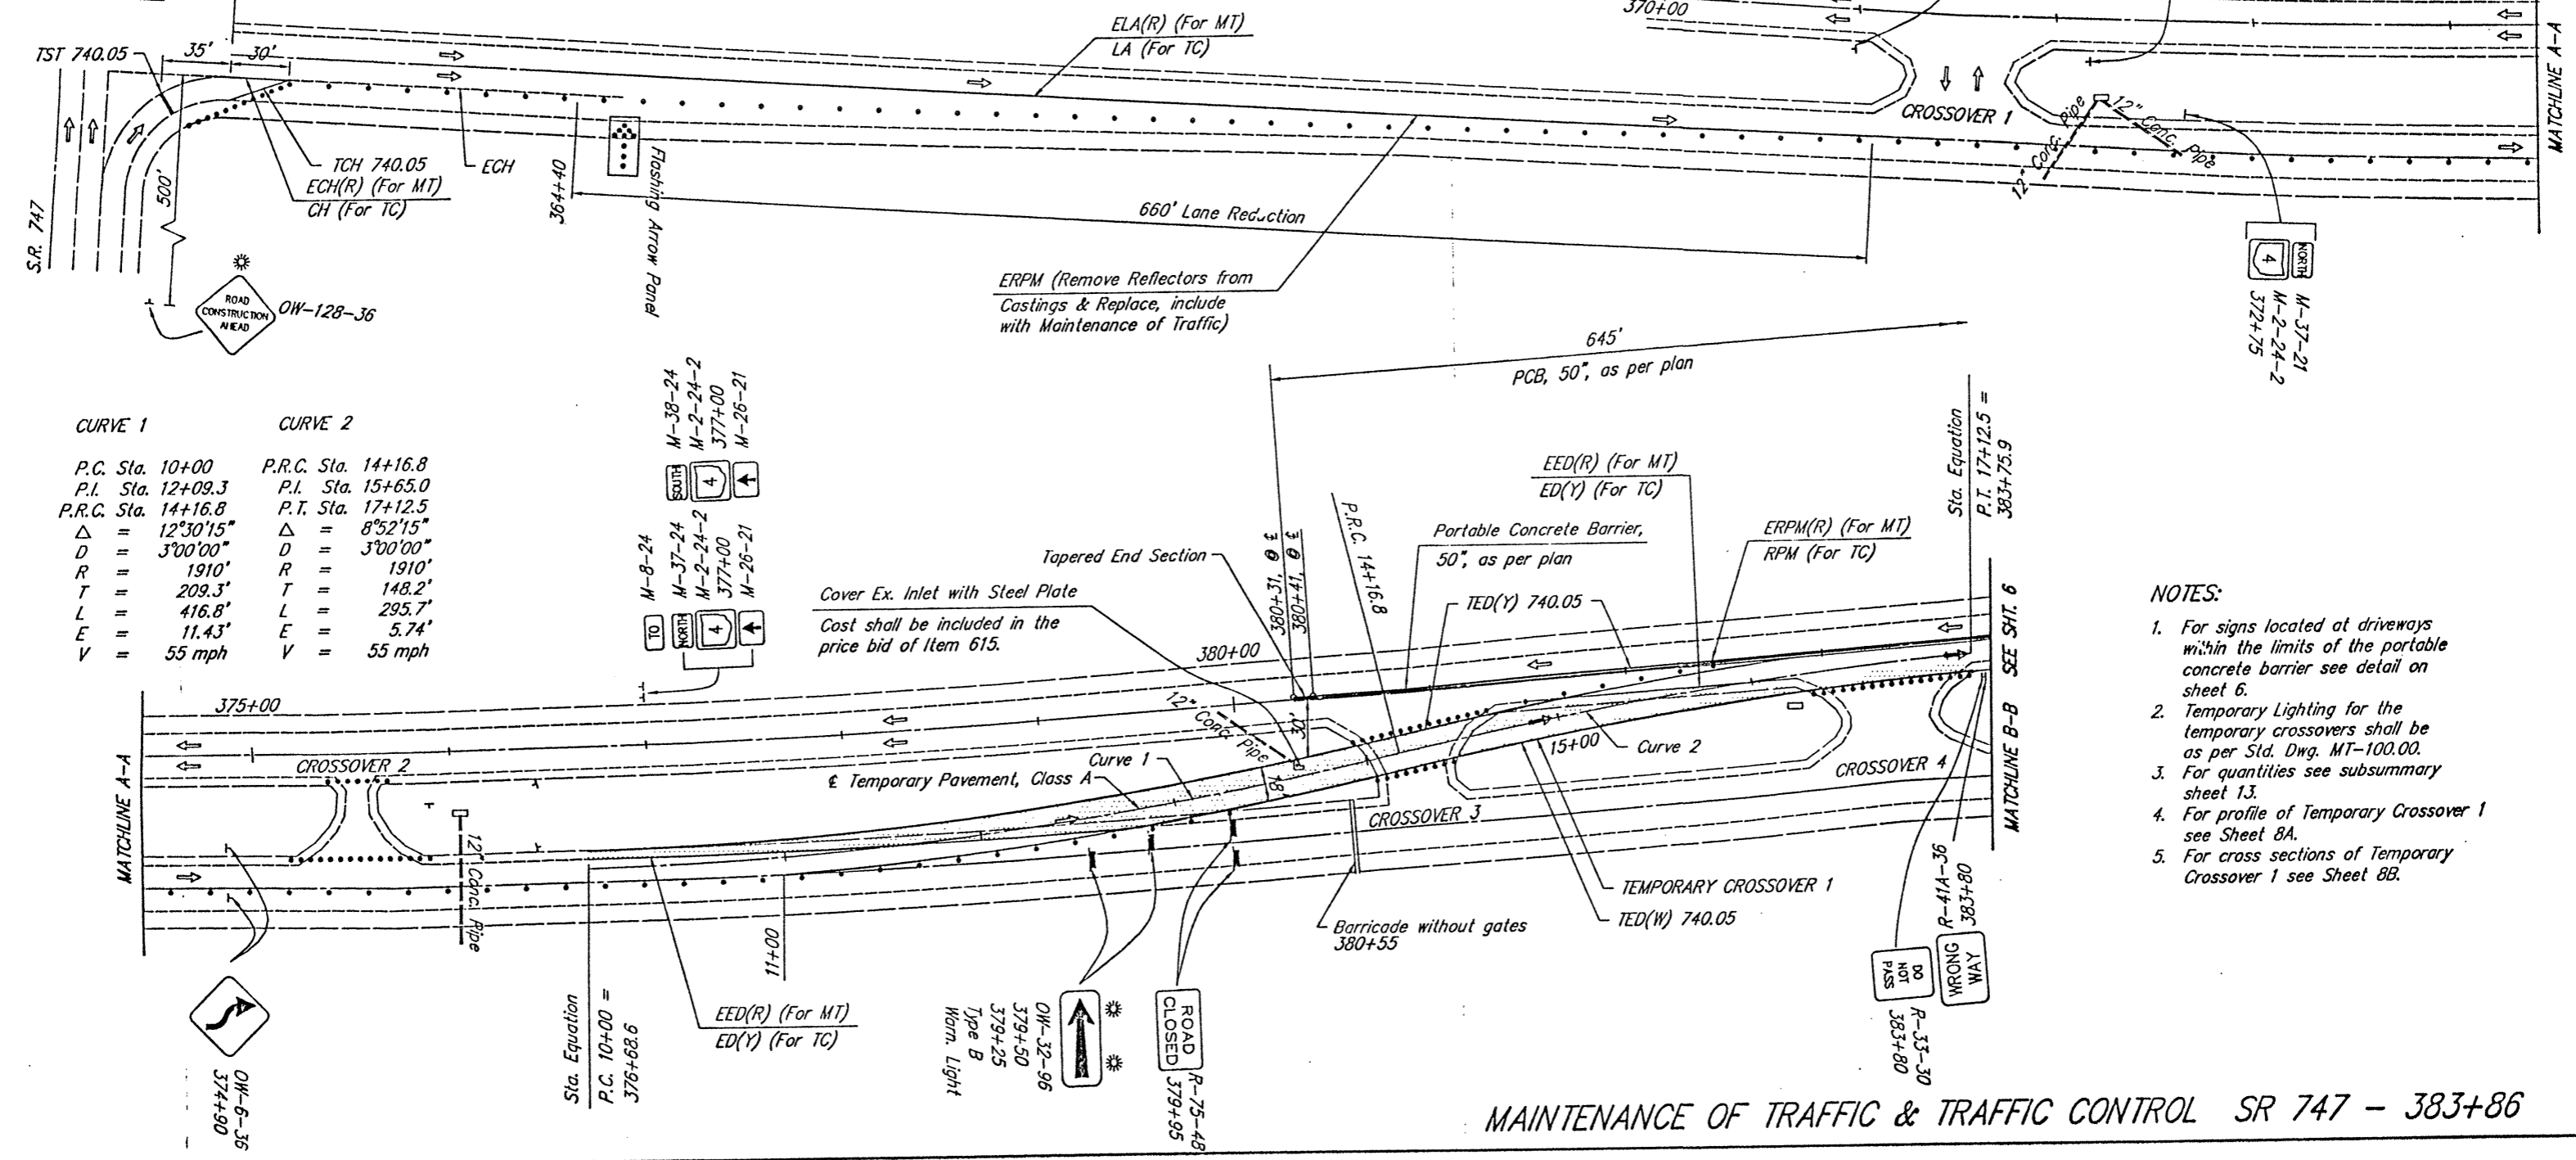 ELA(R) (For MT)
LA (For TC)
370+00
TST 740.05
35'
30'
MATCHLINE A-A
CROSSOVER 1
12" Conc. Pipe
12" Conc. Pipe
TCH 740.05
ECH(R) (For MT)
CH (For TC)
ECH
500'
S.R. 747
364+40
Flashing Arrow Panel
660' Lane Reduction
ERPM (Remove Reflectors from
Castings & Replace, include
with Maintenance of Traffic)
ROAD
CONSTRUCTION
AHEAD
OW-128-36
NORTH
4
M-37-21
M-2-24-2
372+75
645'
PCB, 50", as per plan
CURVE 1
P.C. Sta. 10+00
P.I. Sta. 12+09.3
P.R.C. Sta. 14+16.8
Δ = 12°30'15"
D = 3°00'00"
R = 1910'
T = 209.3'
L = 416.8'
E = 11.43'
V = 55 mph
CURVE 2
P.R.C. Sta. 14+16.8
P.I. Sta. 15+65.0
P.T. Sta. 17+12.5
Δ = 8°52'15"
D = 3°00'00"
R = 1910'
T = 148.2'
L = 295.7'
E = 5.74'
V = 55 mph
M-38-24
M-2-24-2
377+00
M-26-21
SOUTH
4
M-8-24
M-37-24
M-2-24-2
377+00
M-26-21
TO
NORTH
4
Tapered End Section
Cover Ex. Inlet with Steel Plate
Cost shall be included in the
price bid of Item 615.
380+31, @ ℄
380+41, @ ℄
P.R.C. 14+16.8
Portable Concrete Barrier,
50", as per plan
EED(R) (For MT)
ED(Y) (For TC)
ERPM(R) (For MT)
RPM (For TC)
TED(Y) 740.05
Sta. Equation
P.T. 17+12.5 =
383+75.9
MATCHLINE B-B SEE SHT. 6
375+00
380+00
MATCHLINE A-A
CROSSOVER 2
12" Conc. Pipe
12" Conc. Pipe
30'
18'
Curve 1
℄ Temporary Pavement, Class A
15+00
Curve 2
CROSSOVER 3
CROSSOVER 4
TEMPORARY CROSSOVER 1
TED(W) 740.05
Barricade without gates
380+55
11+00
Sta. Equation
P.C. 10+00 =
376+68.6
EED(R) (For MT)
ED(Y) (For TC)
OW-6-36
374+90
OW-32-96
379+50
379+25
Type B
Warn. Light
ROAD
CLOSED
R-75-48
379+95
DO
NOT
PASS
R-33-30
383+80
WRONG
WAY
R-41A-36
383+80
NOTES:
1. For signs located at driveways
within the limits of the portable
concrete barrier see detail on
sheet 6.
2. Temporary Lighting for the
temporary crossovers shall be
as per Std. Dwg. MT-100.00.
3. For quantities see subsummary
sheet 13.
4. For profile of Temporary Crossover 1
see Sheet 8A.
5. For cross sections of Temporary
Crossover 1 see Sheet 8B.
MAINTENANCE OF TRAFFIC & TRAFFIC CONTROL SR 747 - 383+86